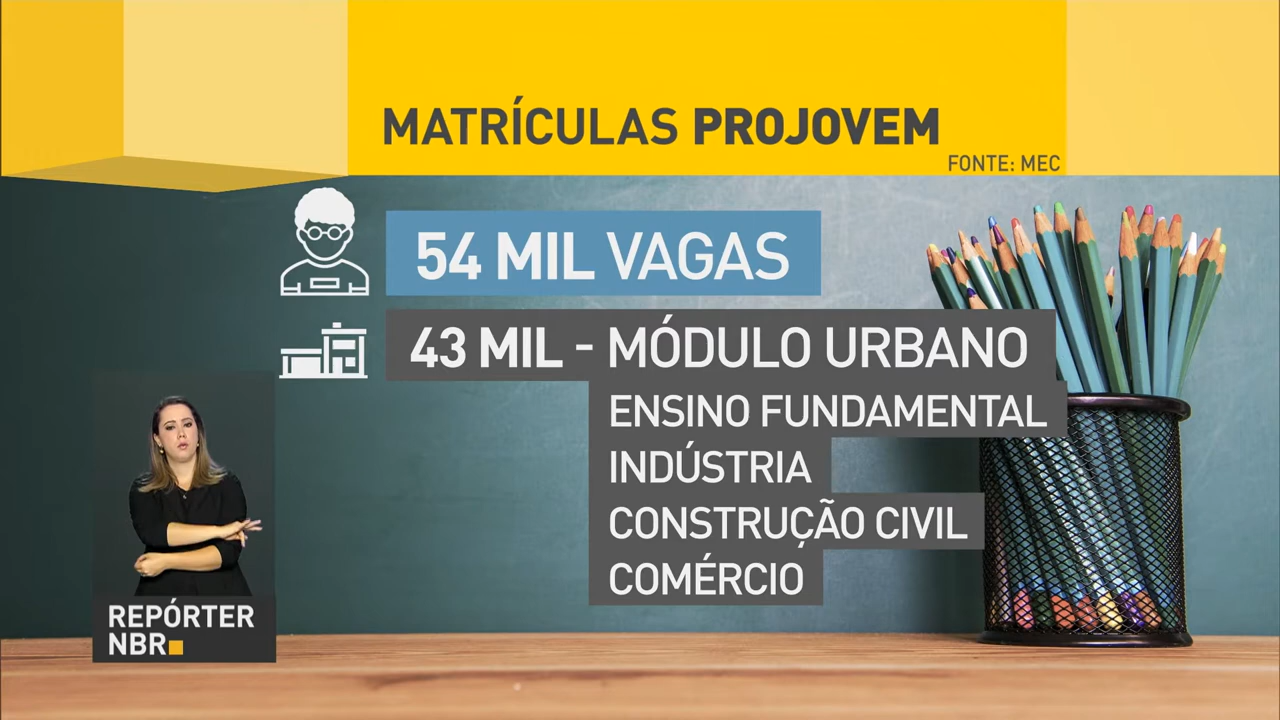 MATRÍCULAS PROJOVEM
FONTE: MEC
54 MIL VAGAS
43 MIL - MÓDULO URBANO
ENSINO FUNDAMENTAL
INDÚSTRIA
CONSTRUÇÃO CIVIL
COMÉRCIO
REPÓRTER
NBR